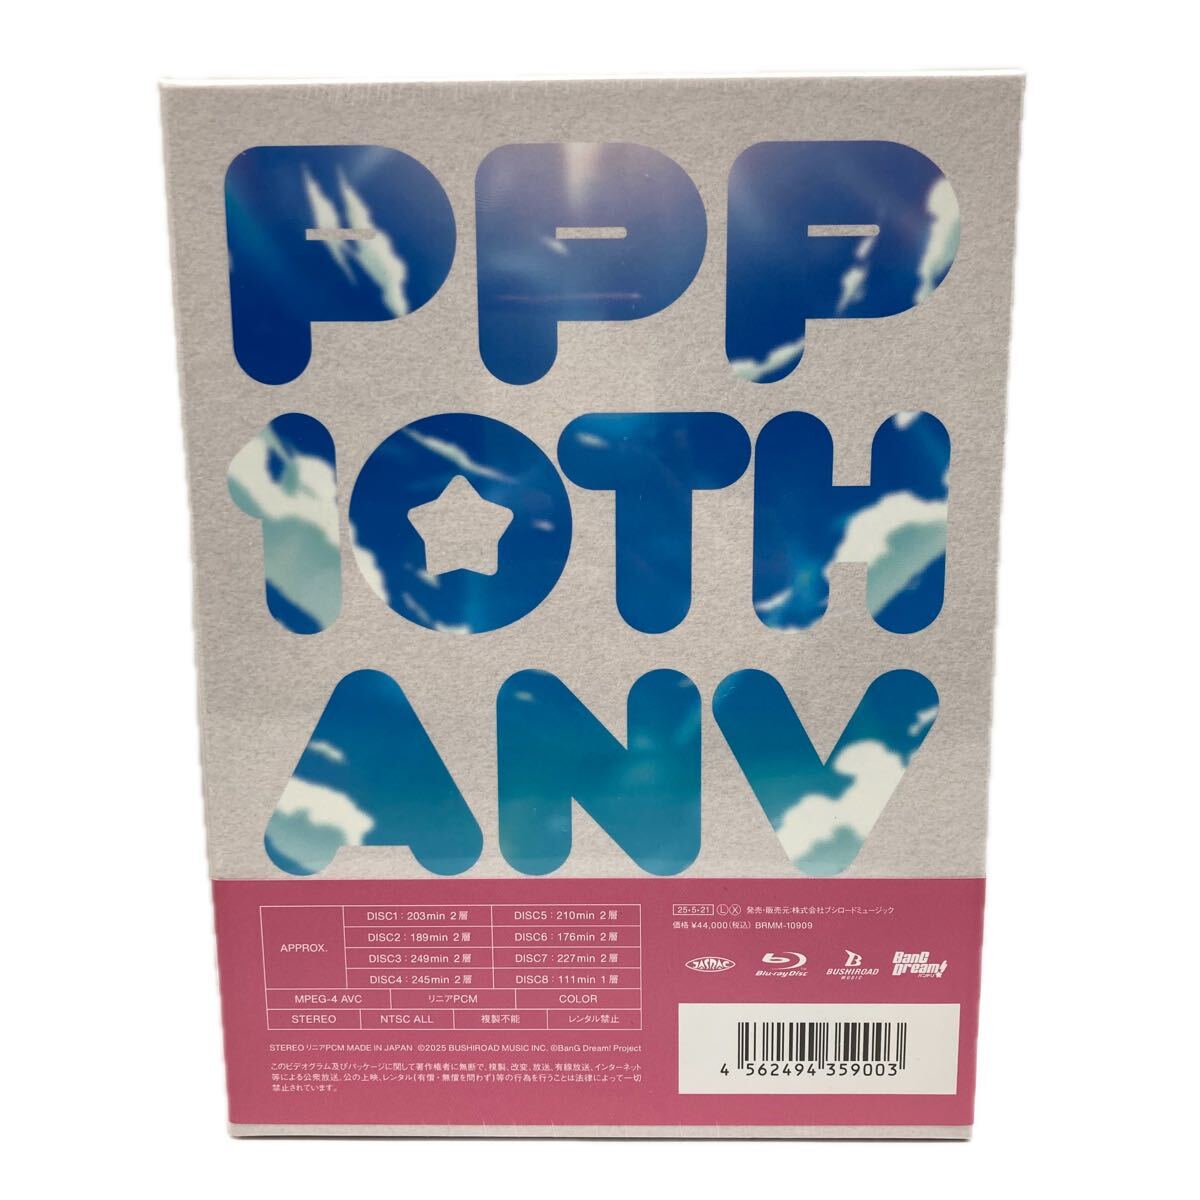 PPP
10TH
ANV
APPROX.
DISC1：203min 2層
DISC5：210min 2層
DISC2：189min 2層
DISC6：176min 2層
DISC3：249min 2層
DISC7：227min 2層
DISC4：245min 2層
DISC8：111min 1層
MPEG-4 AVC リニアPCM COLOR
STEREO NTSC ALL 複製不能 レンタル禁止
STEREO リニアPCM MADE IN JAPAN ©2025 BUSHIROAD MUSIC INC. ©BanG Dream! Project
このビデオグラム及びパッケージに関して著作権者に無断で、複製、改変、放送、有線放送、インターネット
等による公衆放送、公の上映、レンタル(有償・無償を問わず)等の行為を行うことは法律によって一切
禁止されています。
25・5・21 Ⓛ Ⓧ 発売・販売元:株式会社ブシロードミュージック
価格 ¥44,000(税込) BRMM-10909
JASRAC
Blu-ray Disc
BUSHIROAD
MUSIC
BanG
Dream!
バンドリ!
4 562494 359003